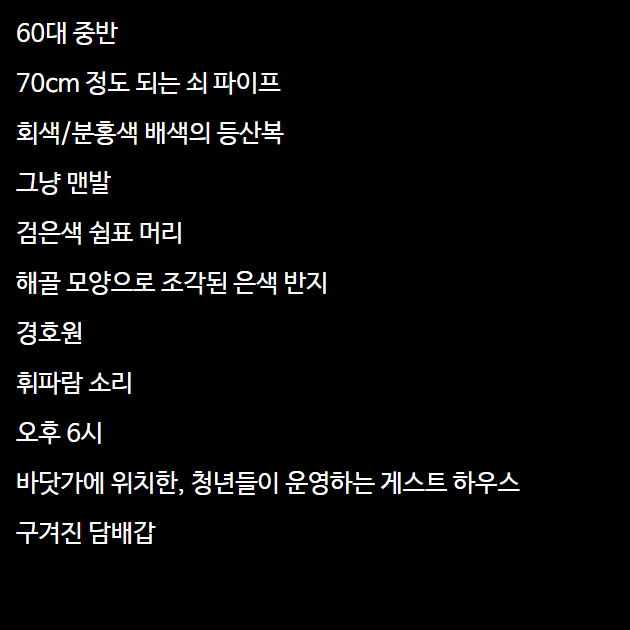 60대 중반
70cm 정도 되는 쇠 파이프
회색/분홍색 배색의 등산복
그냥 맨발
검은색 쉼표 머리
해골 모양으로 조각된 은색 반지
경호원
휘파람 소리
오후 6시
바닷가에 위치한, 청년들이 운영하는 게스트 하우스
구겨진 담배갑